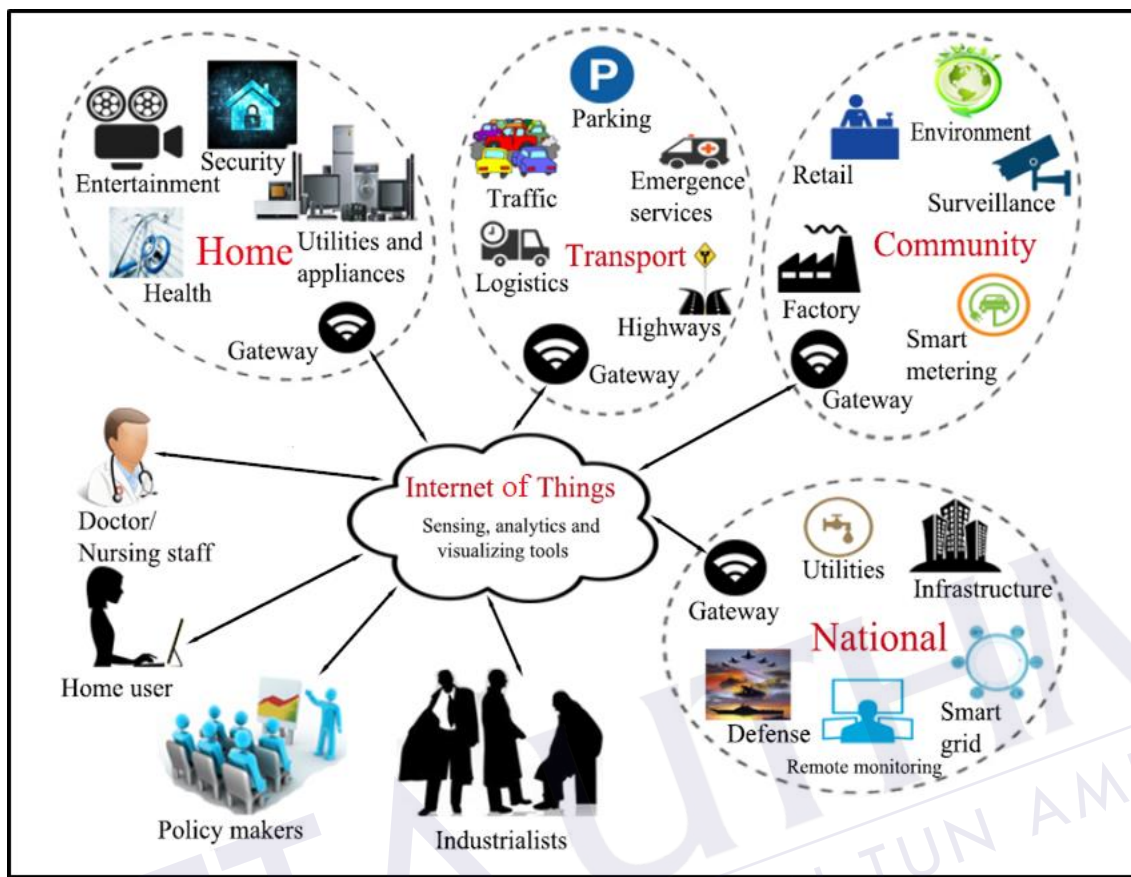 Entertainment
Security
Health
Home
Utilities and
appliances
Gateway
P
Parking
Traffic
Emergence
services
Logistics
Transport
Highways
Gateway
Retail
Environment
Surveillance
Community
Factory
Smart
metering
Gateway
Internet of Things
Sensing, analytics and
visualizing tools
Doctor/
Nursing staff
Home user
Policy makers
Industrialists
Gateway
Utilities
Infrastructure
National
Defense
Remote monitoring
Smart
grid
TUN AM